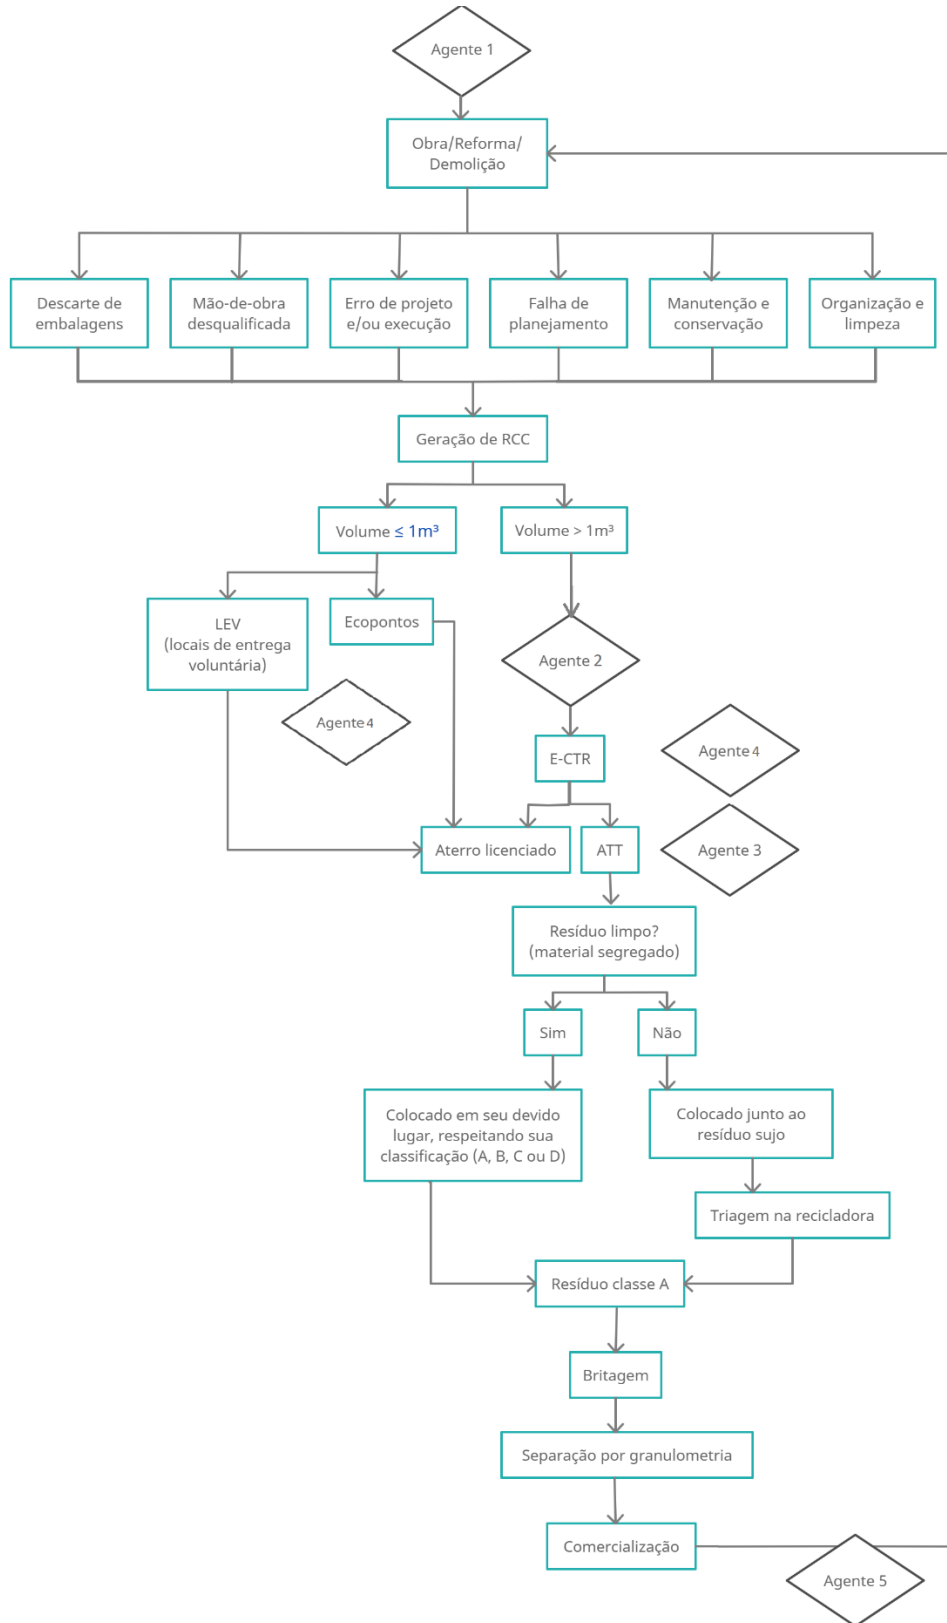 Agente 1
Obra/Reforma/
Demolição
Descarte de
embalagens
Mão-de-obra
desqualificada
Erro de projeto
e/ou execução
Falha de
planejamento
Manutenção e
conservação
Organização e
limpeza
Geração de RCC
Volume ≤ 1m³
Volume > 1m³
LEV
(locais de entrega
voluntária)
Ecopontos
Agente 2
Agente 4
E-CTR
Agente 4
Aterro licenciado
ATT
Agente 3
Resíduo limpo?
(material segregado)
Sim
Não
Colocado em seu devido
lugar, respeitando sua
classificação (A, B, C ou D)
Colocado junto ao
resíduo sujo
Triagem na recicladora
Resíduo classe A
Britagem
Separação por granulometria
Comercialização
Agente 5